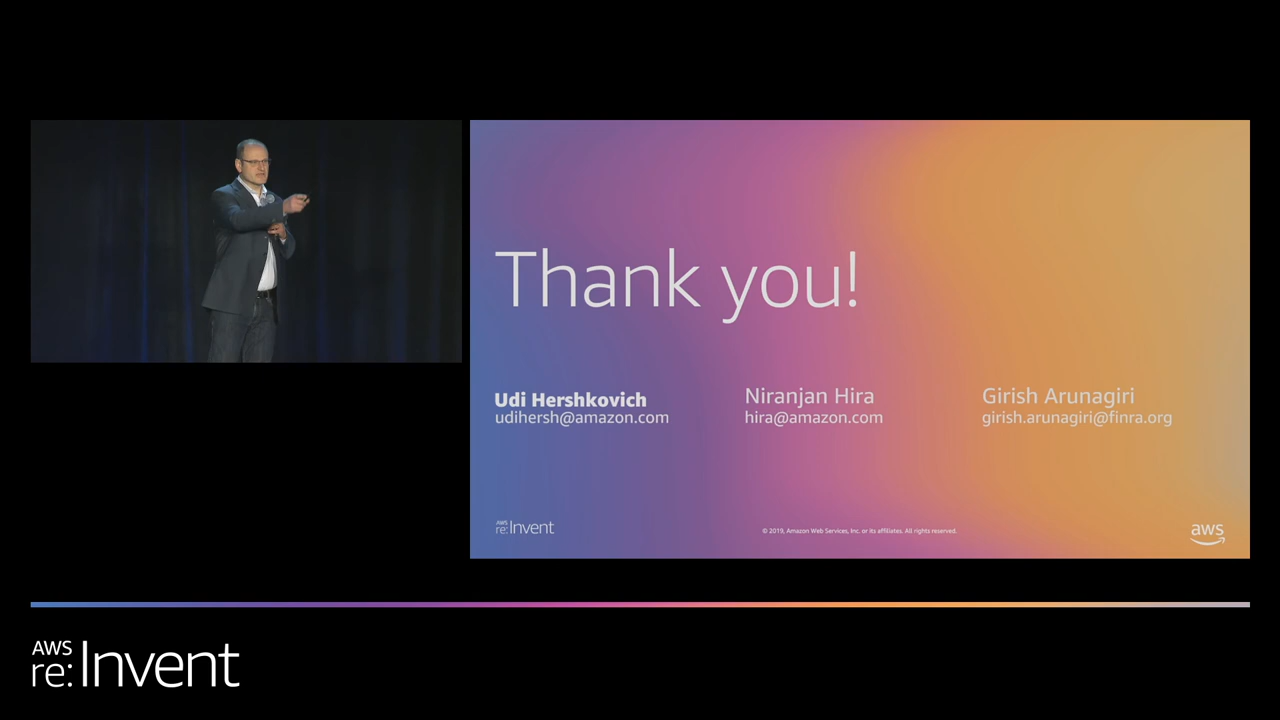 Thank you!
Udi Hershkovich
udihersh@amazon.com
Niranjan Hira
hira@amazon.com
Girish Arunagiri
girish.arunagiri@finra.org
AWS
re:Invent
© 2019, Amazon Web Services, Inc. or its affiliates. All rights reserved.
aws
AWS
re:Invent